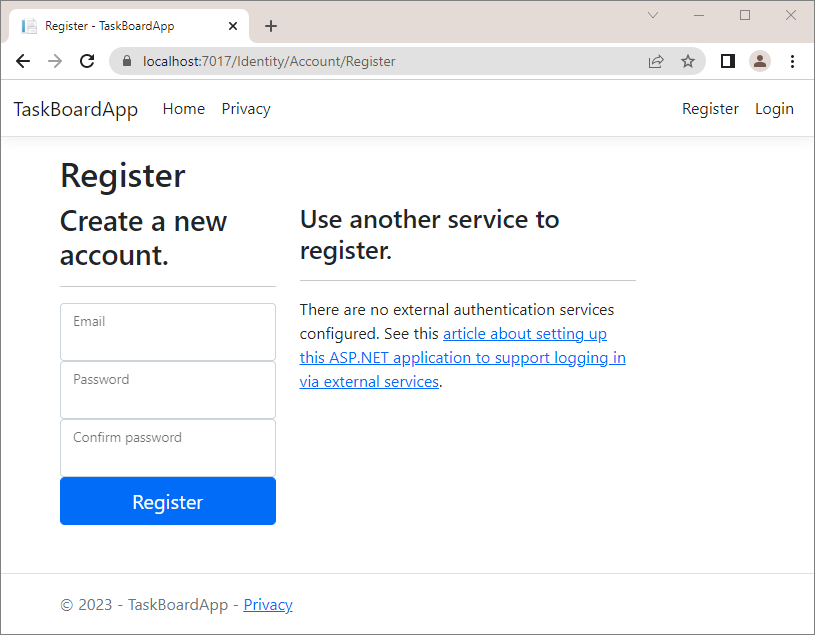 Register - TaskBoardApp
localhost:7017/Identity/Account/Register
TaskBoardApp Home Privacy Register Login
Register
Create a new
account.
Email
Password
Confirm password
Register
Use another service to
register.
There are no external authentication services
configured. See this article about setting up
this ASP.NET application to support logging in
via external services.
© 2023 - TaskBoardApp - Privacy